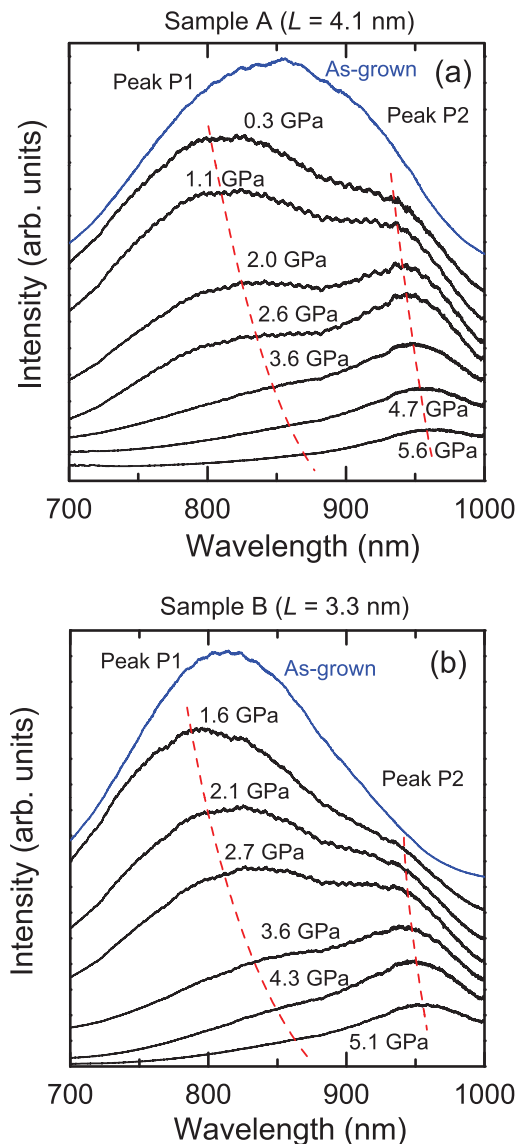 Sample A (L = 4.1 nm)
(a)
As-grown
Peak P1
Peak P2
0.3 GPa
1.1 GPa
2.0 GPa
2.6 GPa
3.6 GPa
4.7 GPa
5.6 GPa
Intensity (arb. units)
700 800 900 1000
Wavelength (nm)
Sample B (L = 3.3 nm)
Peak P1
As-grown
(b)
1.6 GPa
Peak P2
2.1 GPa
2.7 GPa
3.6 GPa
4.3 GPa
5.1 GPa
Intensity (arb. units)
700 800 900 1000
Wavelength (nm)